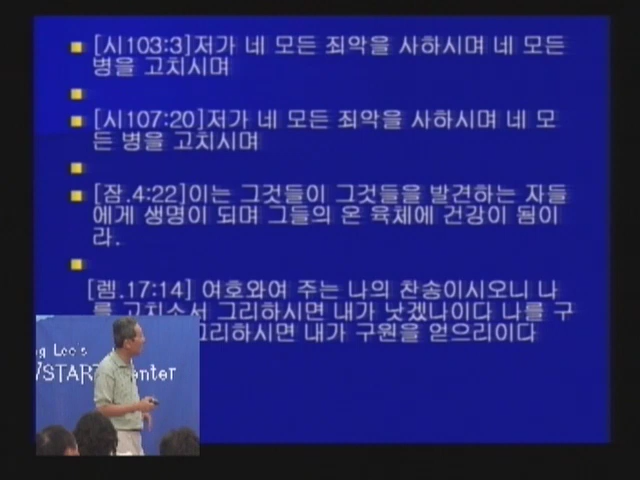 [시103:3]저가 네 모든 죄악을 사하시며 네 모든
병을 고치시며
[시107:20]저가 네 모든 죄악을 사하시며 네 모
든 병을 고치시며
[잠.4:22]이는 그것들이 그것들을 발견하는 자들
에게 생명이 되며 그들의 온 육체에 건강이 됨이
라.
[렘.17:14] 여호와여 주는 나의 찬송이시오니 나
를 고치소서 그리하시면 내가 낫겠나이다 나를 구
그리하시면 내가 구원을 얻으리이다
Lee's